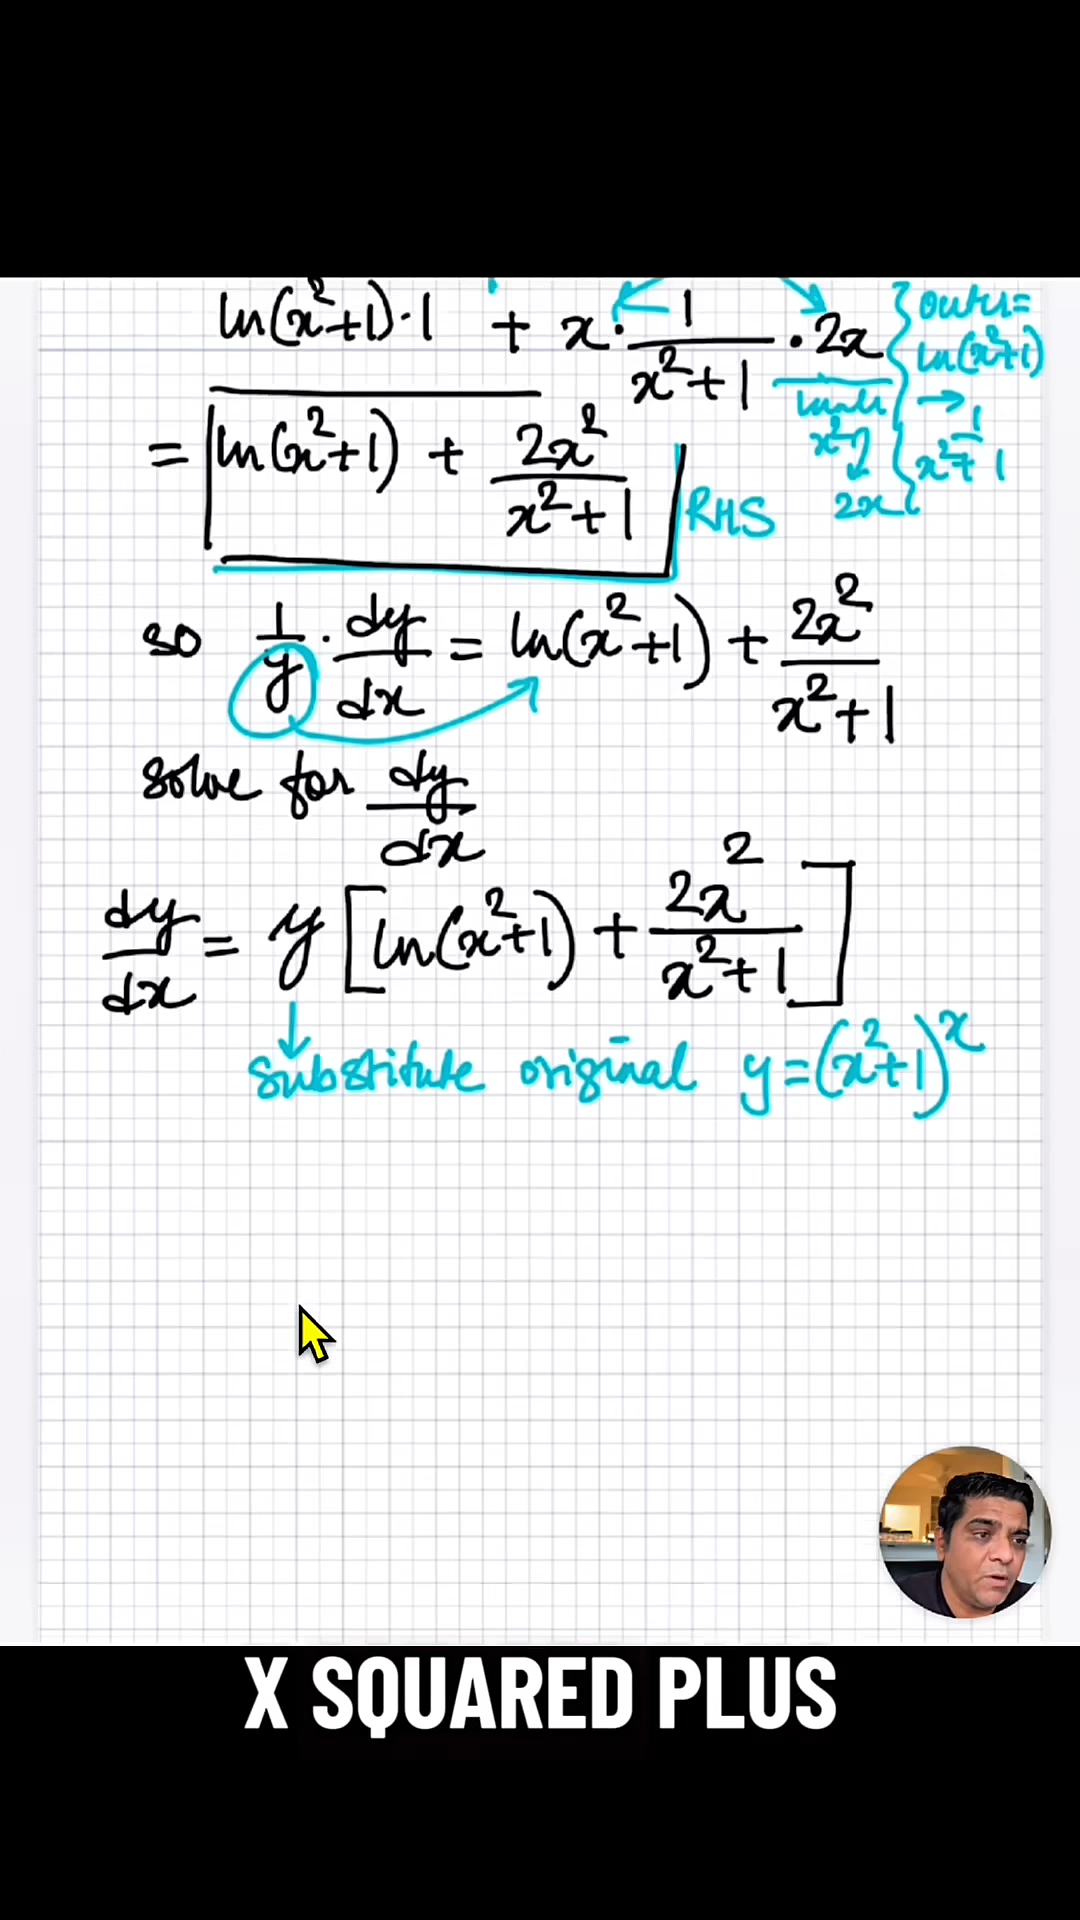 ln(x²+1)·1 + x · 1/(x²+1) · 2x
outer =
ln(x²+1)
→ 1/(x²+1)
x²
2x
= ln(x²+1) + 2x²/(x²+1)
RHS
so 1/y · dy/dx = ln(x²+1) + 2x²/(x²+1)
solve for dy/dx
dy/dx = y [ln(x²+1) + 2x²/(x²+1)]
substitute original y=(x²+1)ˣ
X SQUARED PLUS